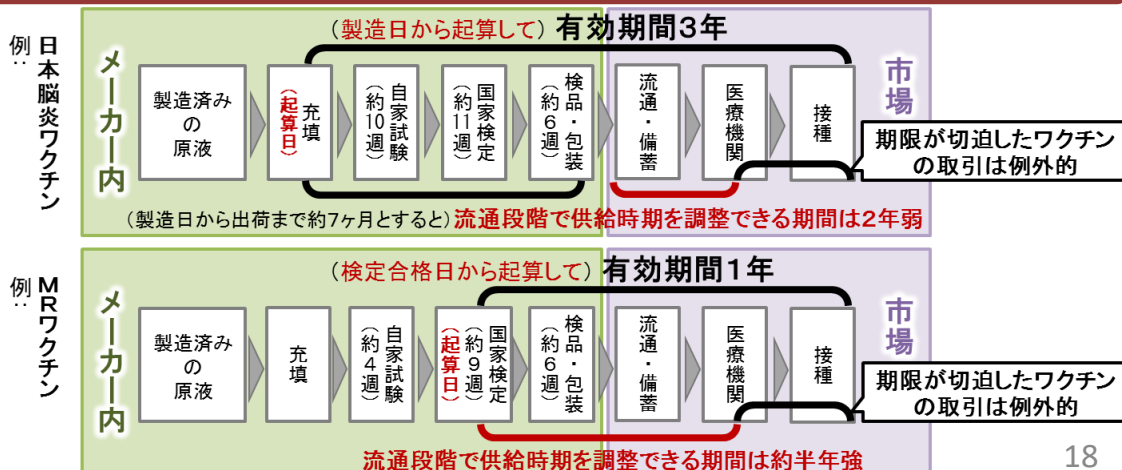 例：日本脳炎ワクチン
メーカー内
（製造日から起算して）有効期間3年
市場
製造済みの原液
充填（起算日）
自家試験（約10週）
国家検定（約11週）
検品・包装（約6週）
流通・備蓄
医療機関
接種
期限が切迫したワクチン
の取引は例外的
（製造日から出荷まで約7ヶ月とすると）流通段階で供給時期を調整できる期間は2年弱
例：MRワクチン
メーカー内
（検定合格日から起算して）有効期間1年
市場
製造済みの原液
充填
自家試験（約4週）
国家検定（約9週）（起算日）
検品・包装（約6週）
流通・備蓄
医療機関
接種
期限が切迫したワクチン
の取引は例外的
流通段階で供給時期を調整できる期間は約半年強
18